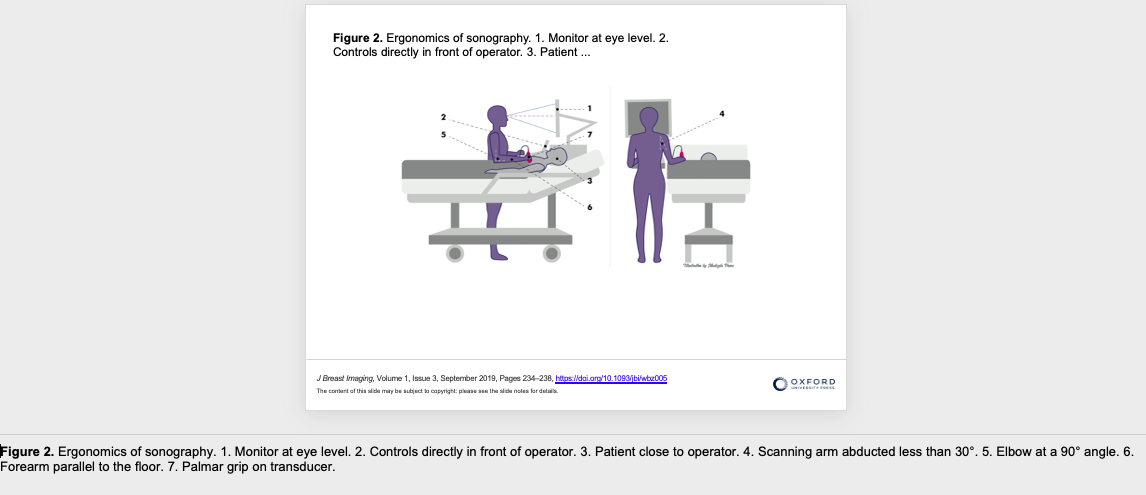 Figure 2. Ergonomics of sonography. 1. Monitor at eye level. 2.
Controls directly in front of operator. 3. Patient ...
1
2
5
7
3
6
4
Illustration by
J Breast Imaging, Volume 1, Issue 3, September 2019, Pages 234–238, https://doi.org/10.1093/jbi/wbz005
The content of this slide may be subject to copyright: please see the slide notes for details.
OXFORD
UNIVERSITY PRESS
Figure 2. Ergonomics of sonography. 1. Monitor at eye level. 2. Controls directly in front of operator. 3. Patient close to operator. 4. Scanning arm abducted less than 30°. 5. Elbow at a 90° angle. 6.
Forearm parallel to the floor. 7. Palmar grip on transducer.